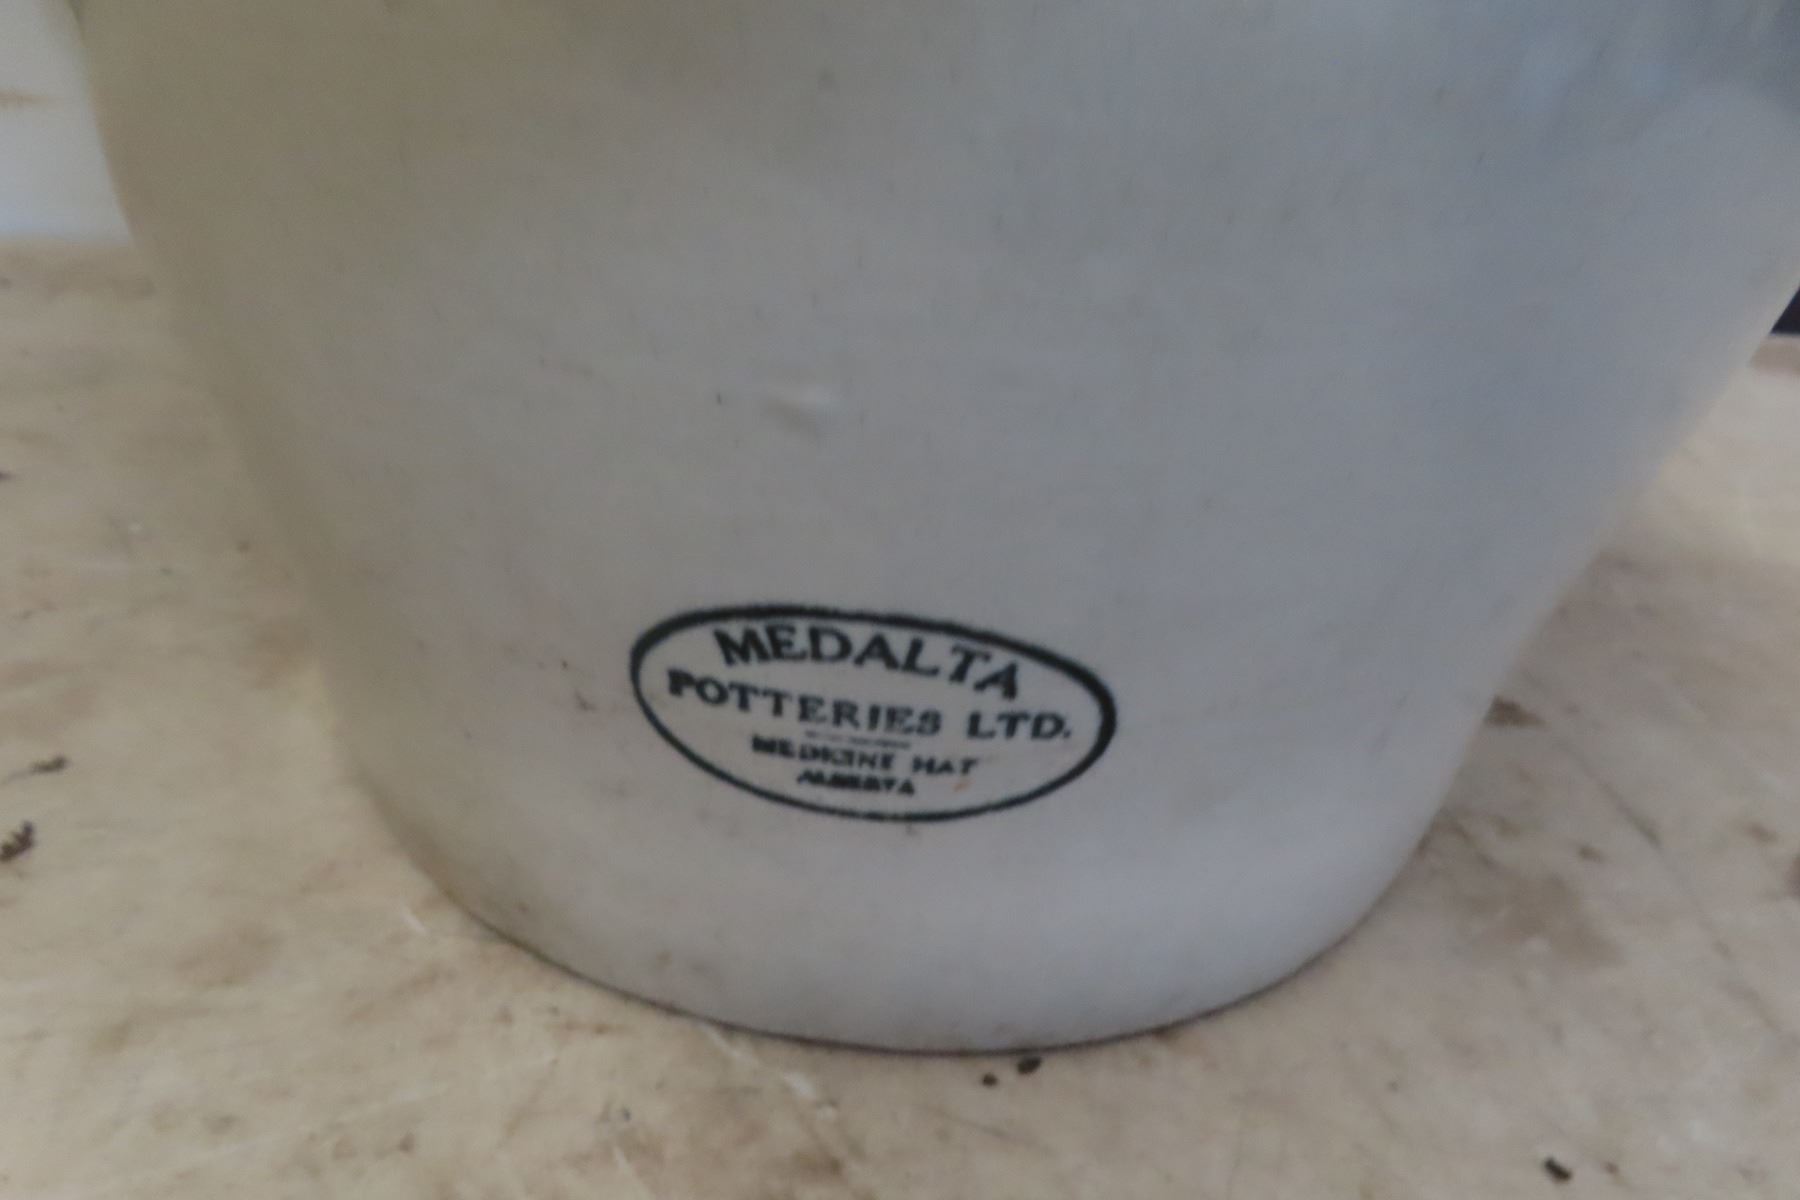 MEDALTA
POTTERIES LTD.
MEDICINE HAT
ALBERTA